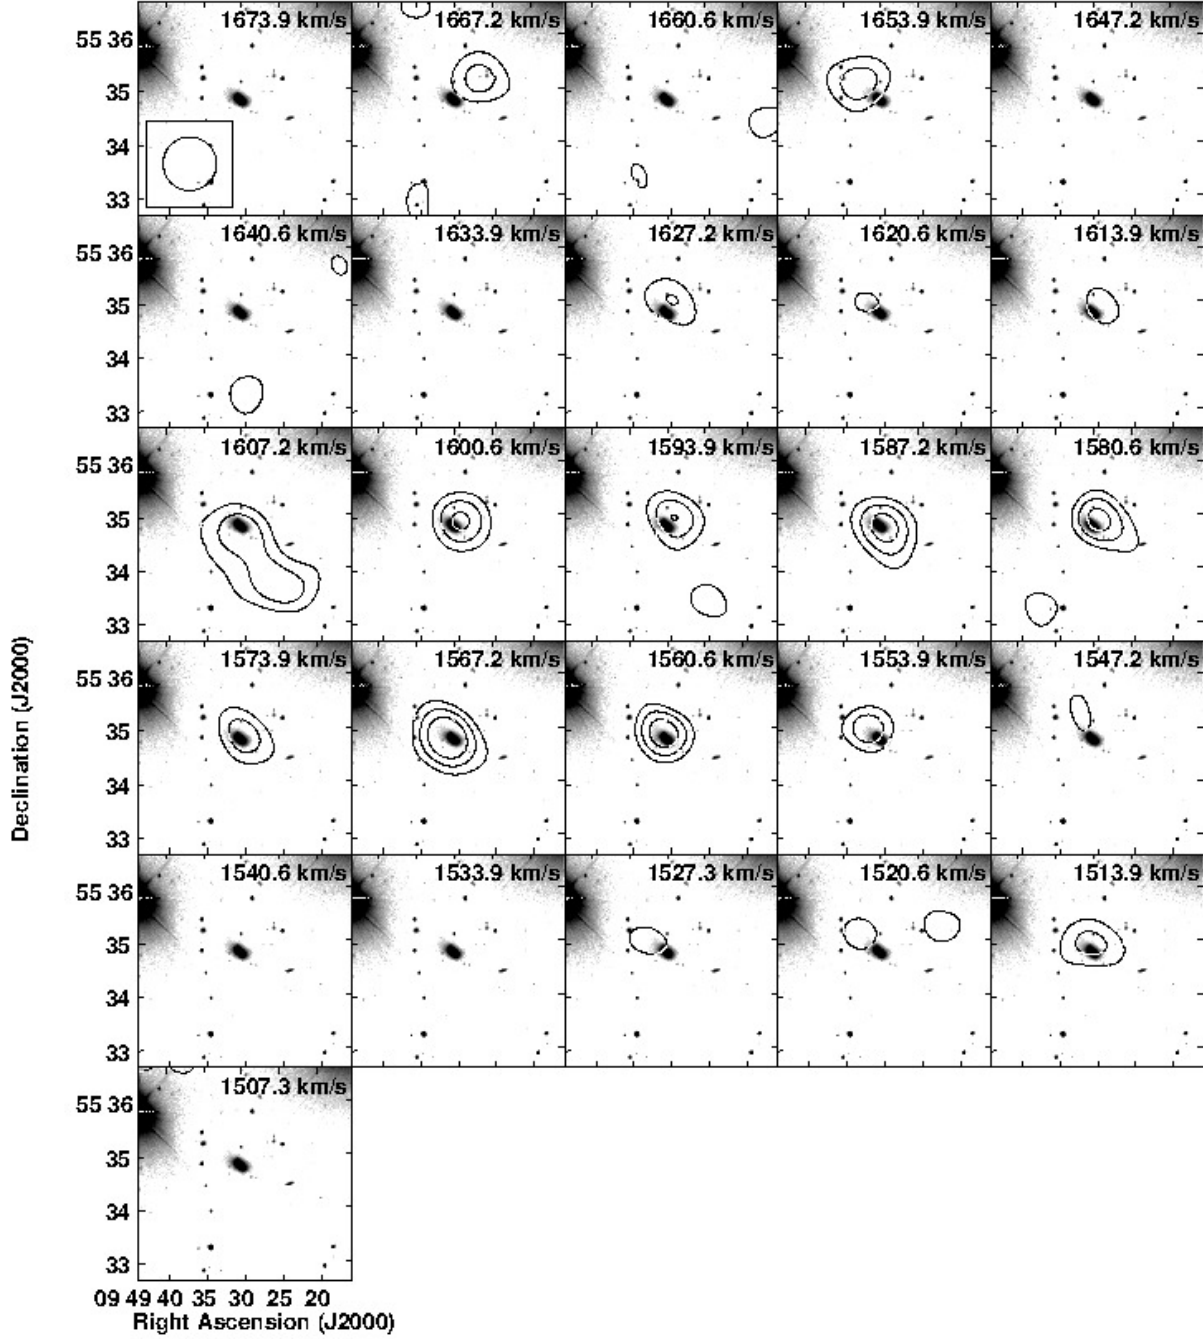 1673.9 km/s 1667.2 km/s 1660.6 km/s 1653.9 km/s 1647.2 km/s
55 36
35
34
33
1640.6 km/s 1633.9 km/s 1627.2 km/s 1620.6 km/s 1613.9 km/s
55 36
35
34
33
1607.2 km/s 1600.6 km/s 1593.9 km/s 1587.2 km/s 1580.6 km/s
55 36
35
34
33
Declination (J2000)
1573.9 km/s 1567.2 km/s 1560.6 km/s 1553.9 km/s 1547.2 km/s
55 36
35
34
33
1540.6 km/s 1533.9 km/s 1527.3 km/s 1520.6 km/s 1513.9 km/s
55 36
35
34
33
1507.3 km/s
55 36
35
34
33
09 49 40 35 30 25 20
Right Ascension (J2000)